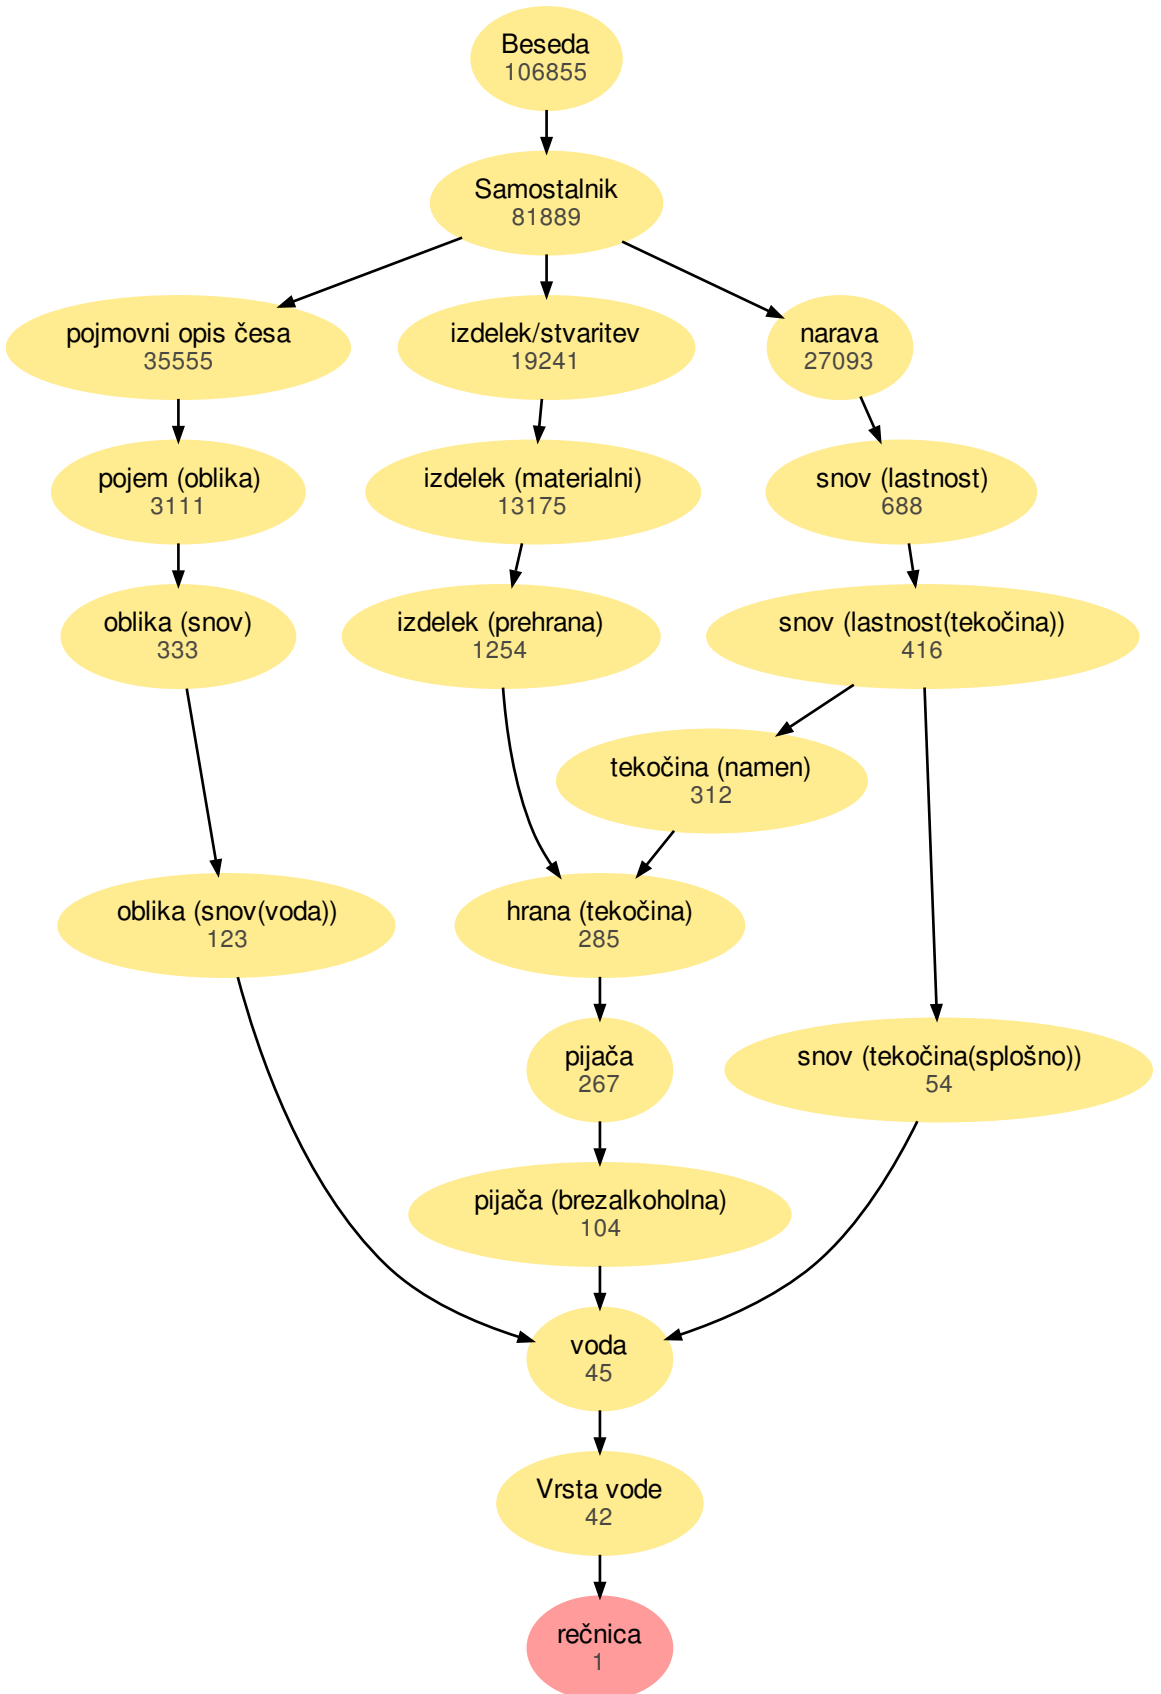 Beseda
106855
Samostalnik
81889
pojmovni opis česa
35555
izdelek/stvaritev
19241
narava
27093
pojem (oblika)
3111
izdelek (materialni)
13175
snov (lastnost)
688
oblika (snov)
333
izdelek (prehrana)
1254
snov (lastnost(tekočina))
416
tekočina (namen)
312
oblika (snov(voda))
123
hrana (tekočina)
285
pijača
267
snov (tekočina(splošno))
54
pijača (brezalkoholna)
104
voda
45
Vrsta vode
42
rečnica
1